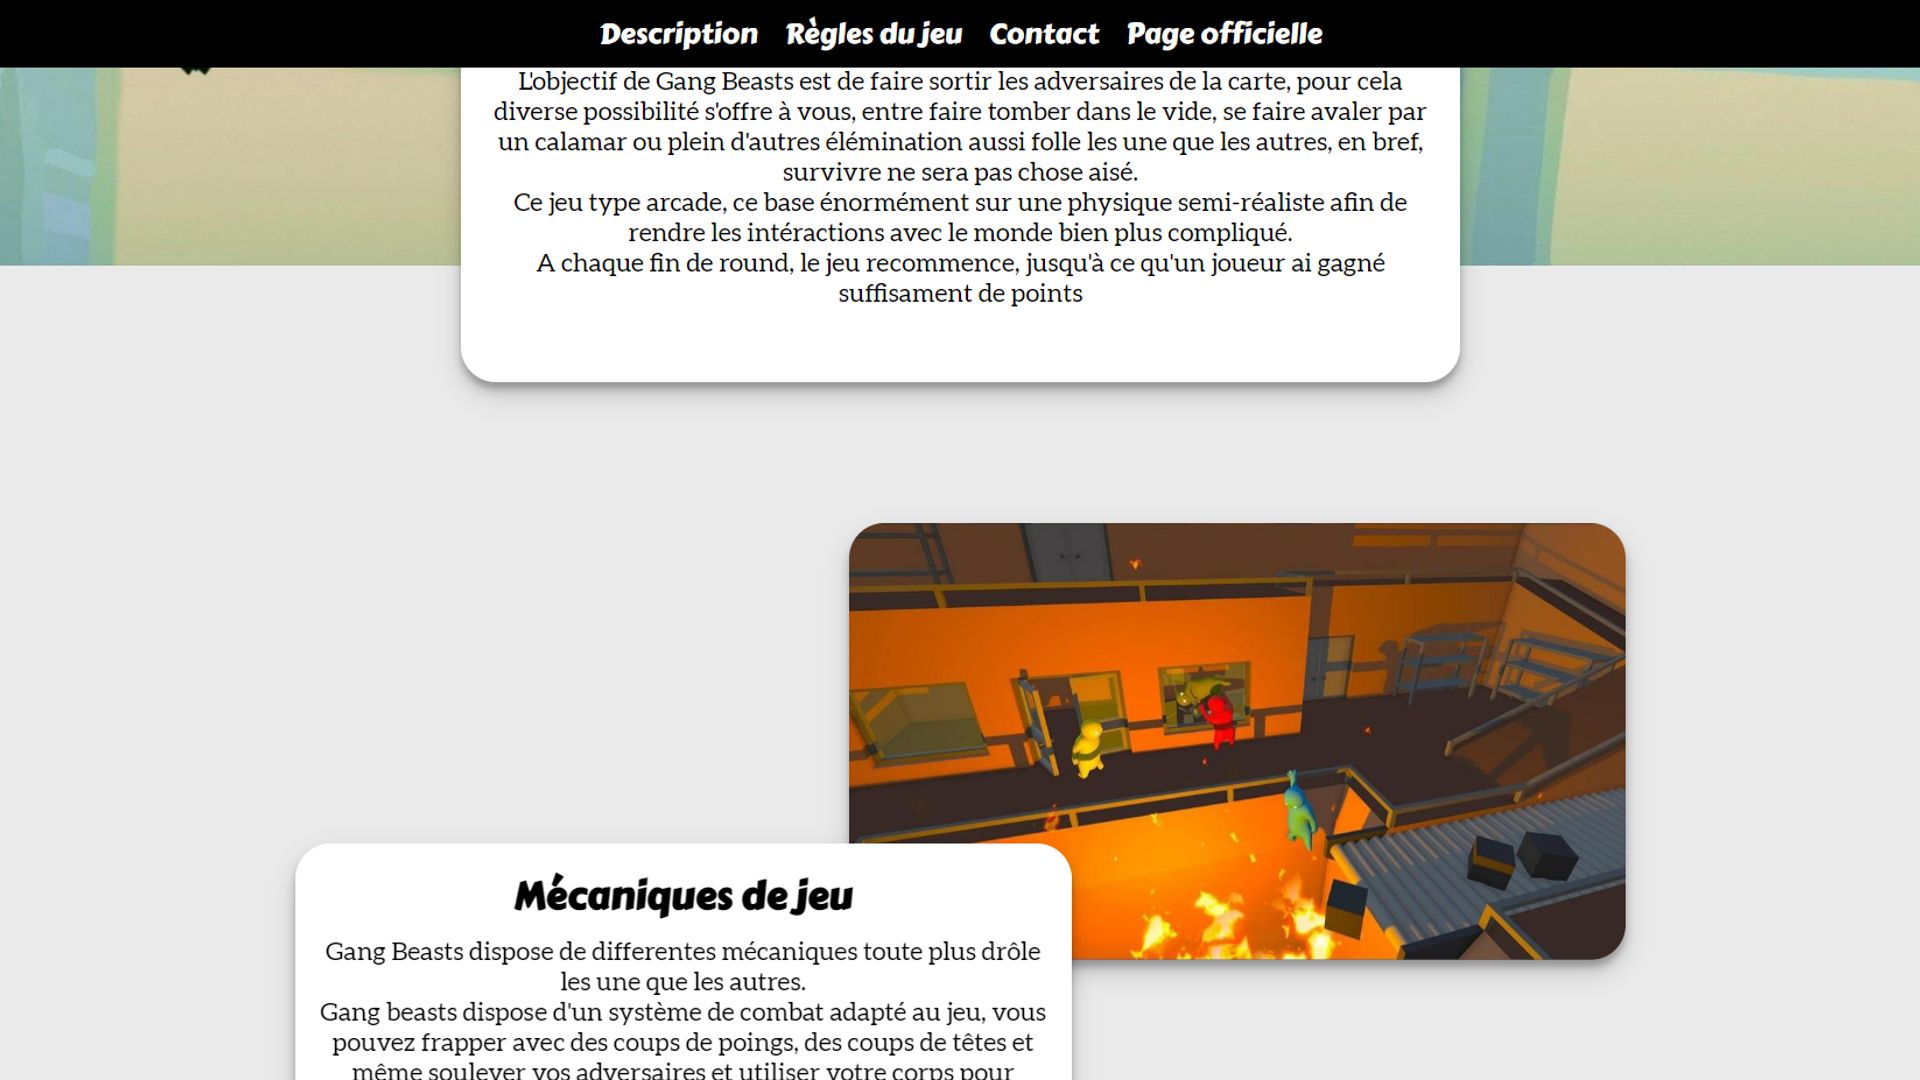 Description Règles du jeu Contact Page officielle
L'objectif de Gang Beasts est de faire sortir les adversaires de la carte, pour cela
diverse possibilité s'offre à vous, entre faire tomber dans le vide, se faire avaler par
un calamar ou plein d'autres élémination aussi folle les une que les autres, en bref,
survivre ne sera pas chose aisé.
Ce jeu type arcade, ce base énormément sur une physique semi-réaliste afin de
rendre les intéractions avec le monde bien plus compliqué.
A chaque fin de round, le jeu recommence, jusqu'à ce qu'un joueur ai gagné
suffisament de points
Mécaniques de jeu
Gang Beasts dispose de differentes mécaniques toute plus drôle
les une que les autres.
Gang beasts dispose d'un système de combat adapté au jeu, vous
pouvez frapper avec des coups de poings, des coups de têtes et
même soulever vos adversaires et utiliser votre corps pour